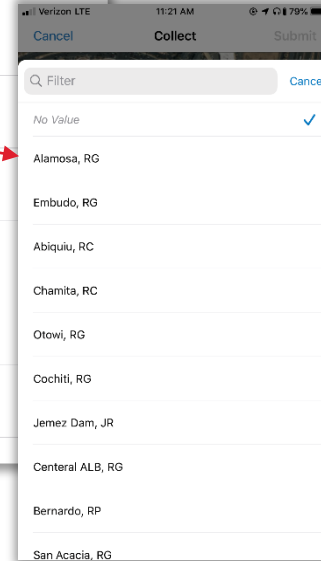 Verizon LTE 11:21 AM 79%
Cancel Collect Submit
Filter Cance
No Value
Alamosa, RG
Embudo, RG
Abiquiu, RC
Chamita, RC
Otowi, RG
Cochiti, RG
Jemez Dam, JR
Centeral ALB, RG
Bernardo, RP
San Acacia, RG